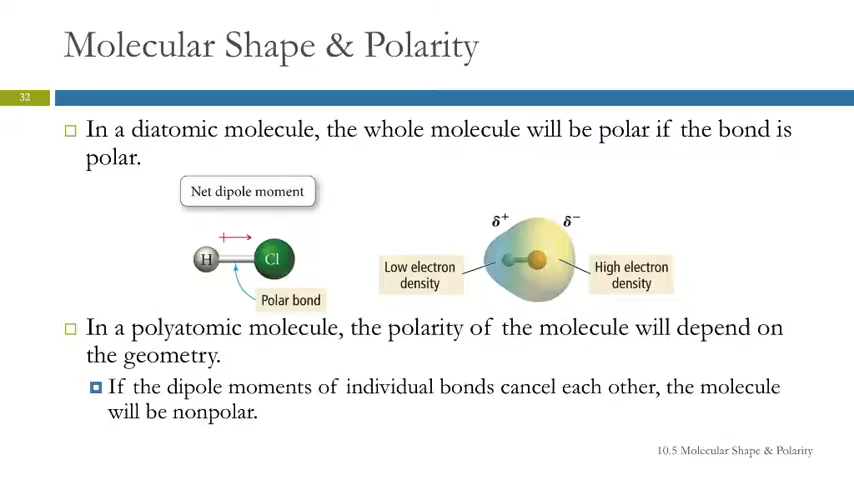 Molecular Shape & Polarity
32
In a diatomic molecule, the whole molecule will be polar if the bond is
polar.
Net dipole moment
H
Cl
Polar bond
δ+
δ−
Low electron
density
High electron
density
In a polyatomic molecule, the polarity of the molecule will depend on
the geometry.
If the dipole moments of individual bonds cancel each other, the molecule
will be nonpolar.
10.5 Molecular Shape & Polarity